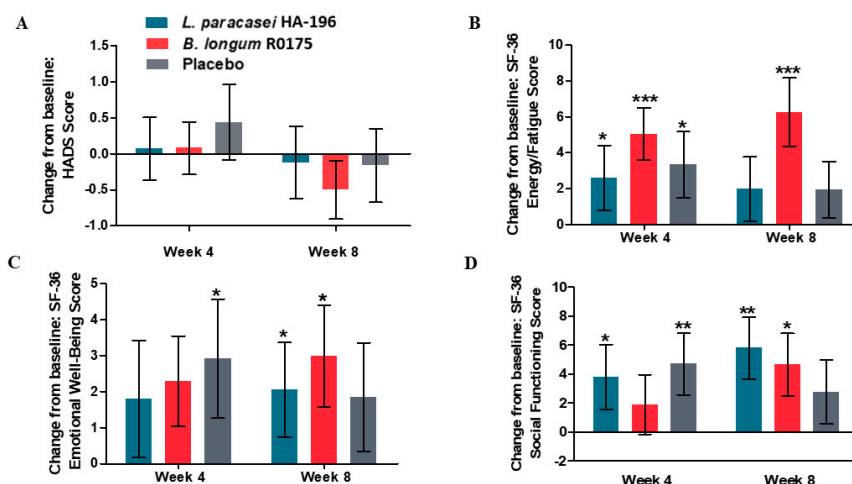 A
L. paracasei HA-196
B. longum R0175
Placebo
Change from baseline:
HADS Score
1.5
1.0
0.5
0.0
-0.5
-1.0
Week 4
Week 8
B
Change from baseline: SF-36
Energy/Fatigue Score
10
8
6
4
2
0
*
***
*
***
Week 4
Week 8
C
Change from baseline: SF-36
Emotional Well-Being Score
5
4
3
2
1
0
*
*
*
Week 4
Week 8
D
Change from baseline: SF-36
Social Functioning Score
10
8
6
4
2
0
-2
*
**
**
*
Week 4
Week 8